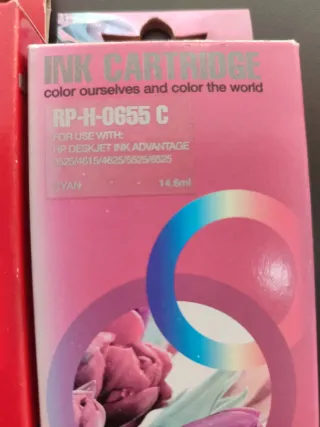 INK CARTRIDGE
color ourselves and color the world
RP-H-0655 C
FOR USE WITH:
HP DESKJET INK ADVANTAGE
3525/4615/4625/5525/6525
CYAN 14.6ml